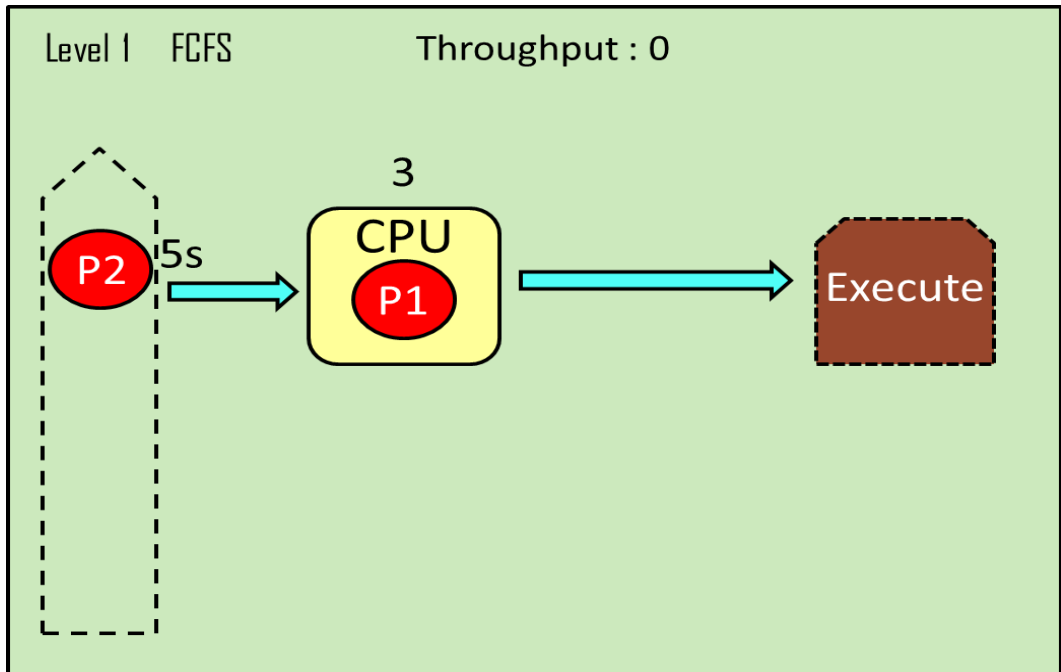 Level 1 FCFS Throughput : 0
3
CPU
P2 5s
P1
Execute